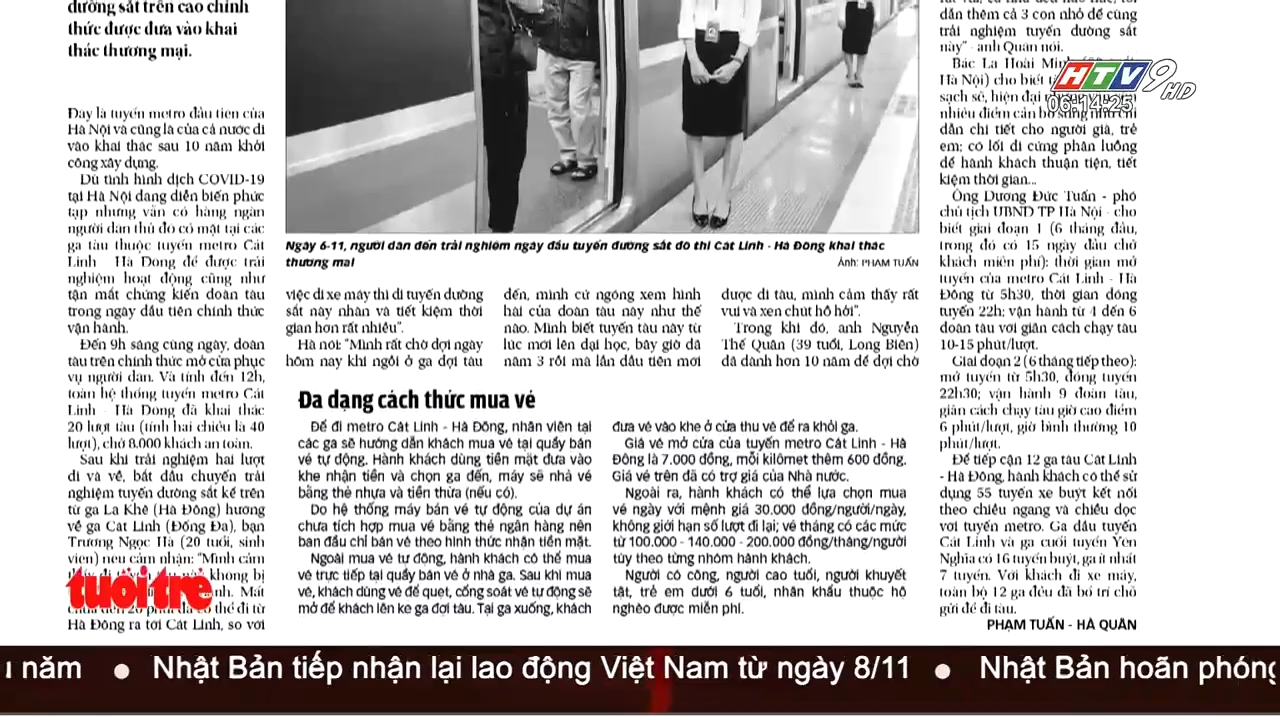 đường sắt trên cao chính
thức được đưa vào khai
thác thương mại.
Đây là tuyến metro đầu tiên của
Hà Nội và cũng là của cả nước đi
vào khai thác sau 10 năm khởi
công xây dựng.
Dù tình hình dịch COVID-19
tại Hà Nội đang diễn biến phức
tạp nhưng vẫn có hàng ngàn
người dân thủ đô có mặt tại các
ga tàu thuộc tuyến metro Cát
Linh - Hà Đông để được trải
nghiệm hoạt động cũng như
tận mắt chứng kiến đoàn tàu
trong ngày đầu tiên chính thức
vận hành.
Đến 9h sáng cùng ngày, đoàn
tàu trên chính thức mở cửa phục
vụ người dân. Và tính đến 12h,
toàn hệ thống tuyến metro Cát
Linh - Hà Đông đã khai thác
20 lượt tàu (tính hai chiều là 40
lượt), chở 8.000 khách an toàn.
Sau khi trải nghiệm hai lượt
đi và về, bắt đầu chuyến trải
nghiệm tuyến đường sắt kể trên
từ ga La Khê (Hà Đông) hướng
về ga Cát Linh (Đống Đa), bạn
Trương Ngọc Hà (20 tuổi, sinh
viên) nêu cảm nhận: "Mình cảm
không bị
Mất
thể đi từ
Hà Đông ra tới Cát Linh, so với
tuổi trẻ
Ngày 6-11, người dân đến trải nghiệm ngày đầu tuyến đường sắt đô thị Cát Linh - Hà Đông khai thác
thương mại
Ảnh: PHẠM TUẤN
việc đi xe máy thì đi tuyến đường
sắt này nhàn và tiết kiệm thời
gian hơn rất nhiều".
Hà nói: "Mình rất chờ đợi ngày
hôm nay khi ngồi ở ga đợi tàu
đến, mình cứ ngóng xem hình
hài của đoàn tàu như thế
nào. Mình biết tuyến tàu này từ
lúc mới lên đại học, bây giờ đã
năm 3 rồi mà lần đầu tiên mới
được đi tàu, mình cảm thấy rất
vui và xen chút hồ hởi".
Trong khi đó, anh Nguyễn
Thế Quân (39 tuổi, Long Biên)
đã dành hơn 10 năm để đợi chờ
Đa dạng cách thức mua vé
Để đi metro Cát Linh - Hà Đông, nhân viên tại
các ga sẽ hướng dẫn khách mua vé tại quầy bán
vé tự động. Hành khách dùng tiền mặt đưa vào
khe nhận tiền và chọn ga đến, máy sẽ nhả vé
bằng thẻ nhựa và tiền thừa (nếu có).
Do hệ thống máy bán vé tự động của dự án
chưa tích hợp mua vé bằng thẻ ngân hàng nên
ban đầu chỉ bán vé theo hình thức nhận tiền mặt.
Ngoài mua vé tự động, hành khách có thể mua
vé trực tiếp tại quầy bán vé ở nhà ga. Sau khi mua
vé, khách dùng vé để quẹt, cổng soát vé tự động sẽ
mở để khách lên ke ga đợi tàu. Tại ga xuống, khách
đưa vé vào khe ở cửa thu vé để ra khỏi ga.
Giá vé mở cửa của tuyến metro Cát Linh - Hà
Đông là 7.000 đồng, mỗi kilômet thêm 600 đồng.
Giá vé trên đã có trợ giá của Nhà nước.
Ngoài ra, hành khách có thể lựa chọn mua
vé ngày với mệnh giá 30.000 đồng/người/ngày,
không giới hạn số lượt đi lại; vé tháng có các mức
từ 100.000 - 140.000 - 200.000 đồng/tháng/người
tùy theo từng nhóm hành khách.
Người có công, người cao tuổi, người khuyết
tật, trẻ em dưới 6 tuổi, nhân khẩu thuộc hộ
nghèo được miễn phí.
dẫn thêm cả 3 con nhỏ để cùng
trải nghiệm tuyến đường sắt
này" - anh Quân nói.
Bác La Hoài Minh
Hà Nội) cho biết
sạch sẽ, hiện đại
nhiều điểm cán bộ
dẫn chi tiết cho người già, trẻ
em; có lối đi cứng phân luồng
để hành khách thuận tiện, tiết
kiệm thời gian...
Ông Dương Đức Tuấn - phó
chủ tịch UBND TP Hà Nội - cho
biết giai đoạn 1 (6 tháng đầu,
trong đó có 15 ngày đầu chở
khách miễn phí): thời gian mở
tuyến của metro Cát Linh - Hà
Đông từ 5h30, thời gian đóng
tuyến 22h; vận hành từ 4 đến 6
đoàn tàu với giãn cách chạy tàu
10-15 phút/lượt.
Giai đoạn 2 (6 tháng tiếp theo):
mở tuyến từ 5h30, đóng tuyến
22h30; vận hành 9 đoàn tàu,
giãn cách chạy tàu giờ cao điểm
6 phút/lượt, giờ bình thường 10
phút/lượt.
Để tiếp cận 12 ga tàu Cát Linh
- Hà Đông, hành khách có thể sử
dụng 55 tuyến xe buýt kết nối
theo chiều ngang và chiều dọc
với tuyến metro. Ga đầu tuyến
Cát Linh và ga cuối tuyến Yên
Nghĩa có 16 tuyến buýt, ga ít nhất
7 tuyến. Với khách đi xe máy,
toàn bộ 12 ga đều đã bố trí chỗ
gửi để đi tàu.
PHẠM TUẤN - HÀ QUÂN
HTV9 HD
06:14:25
năm ● Nhật Bản tiếp nhận lại lao động Việt Nam từ ngày 8/11 ● Nhật Bản hoãn phóng